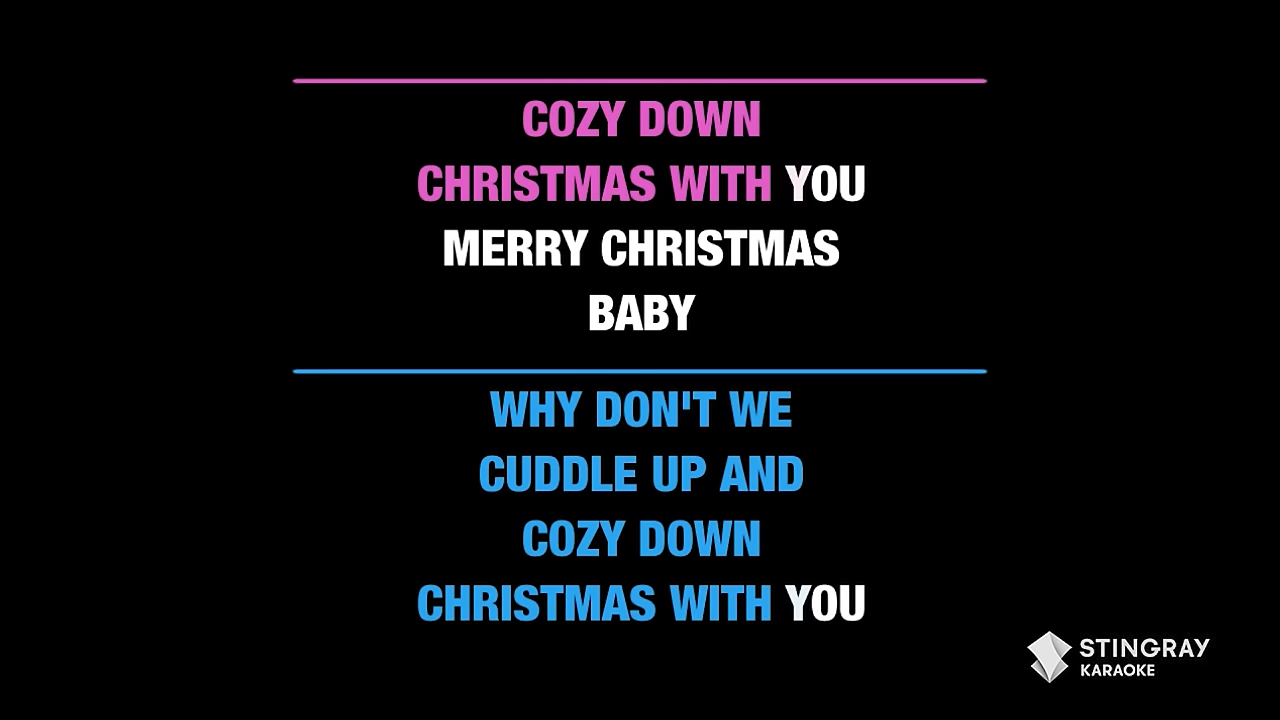 COZY DOWN
CHRISTMAS WITH YOU
MERRY CHRISTMAS
BABY
WHY DON'T WE
CUDDLE UP AND
COZY DOWN
CHRISTMAS WITH YOU
STINGRAY
KARAOKE